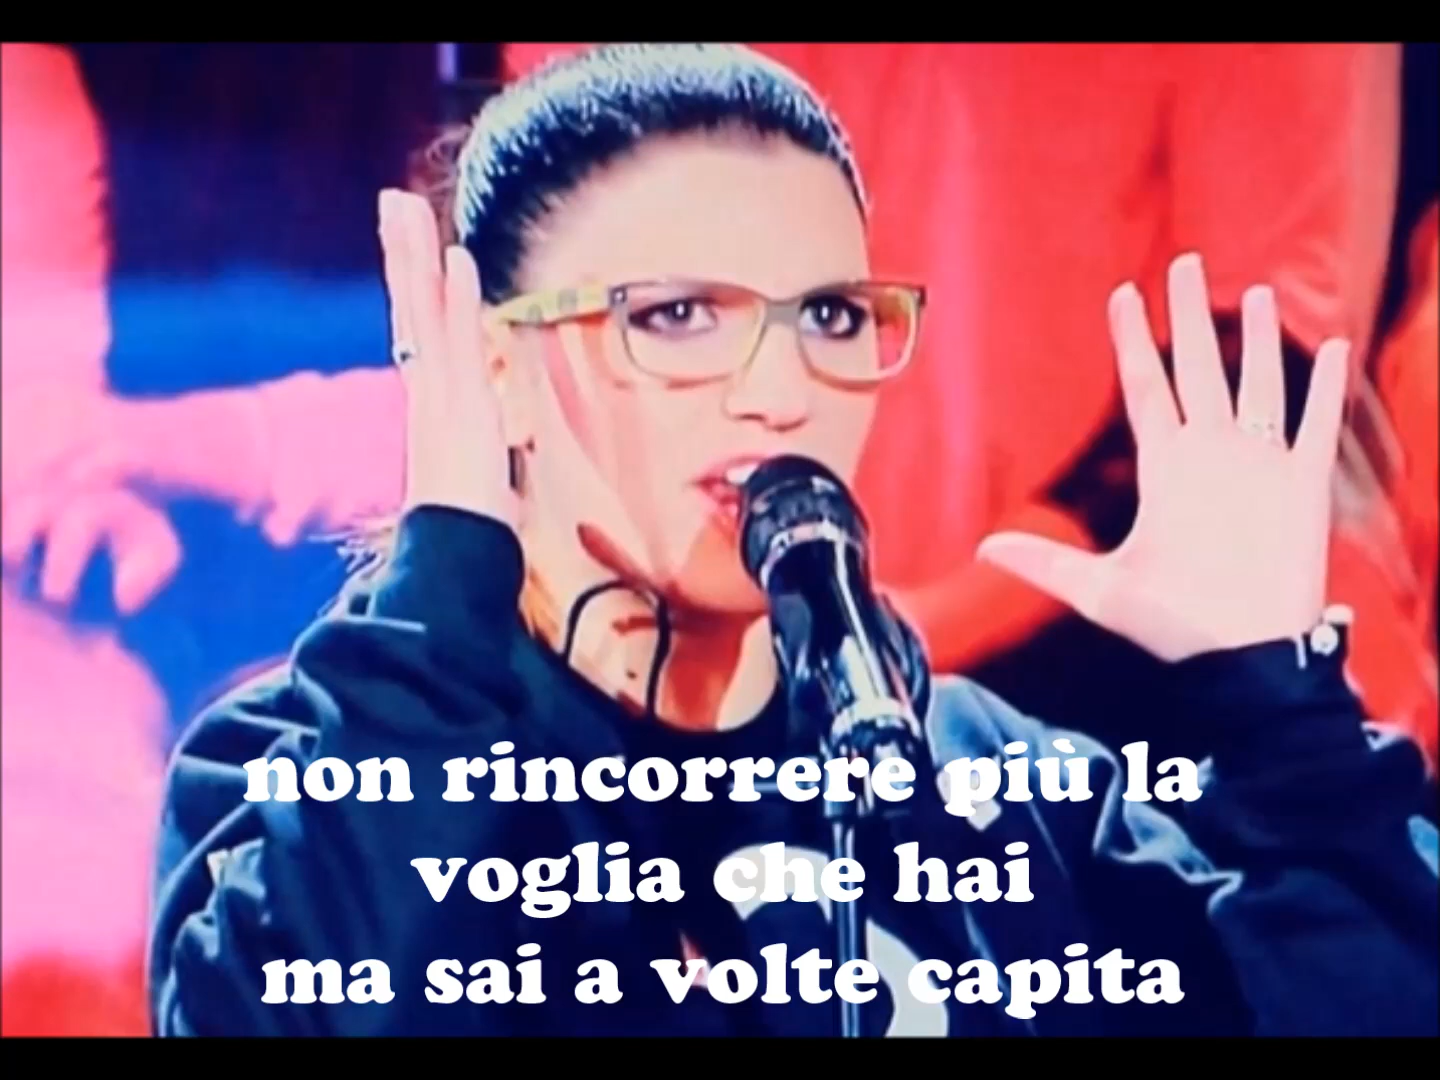 non rincorrere più la
voglia che hai
ma sai a volte capita